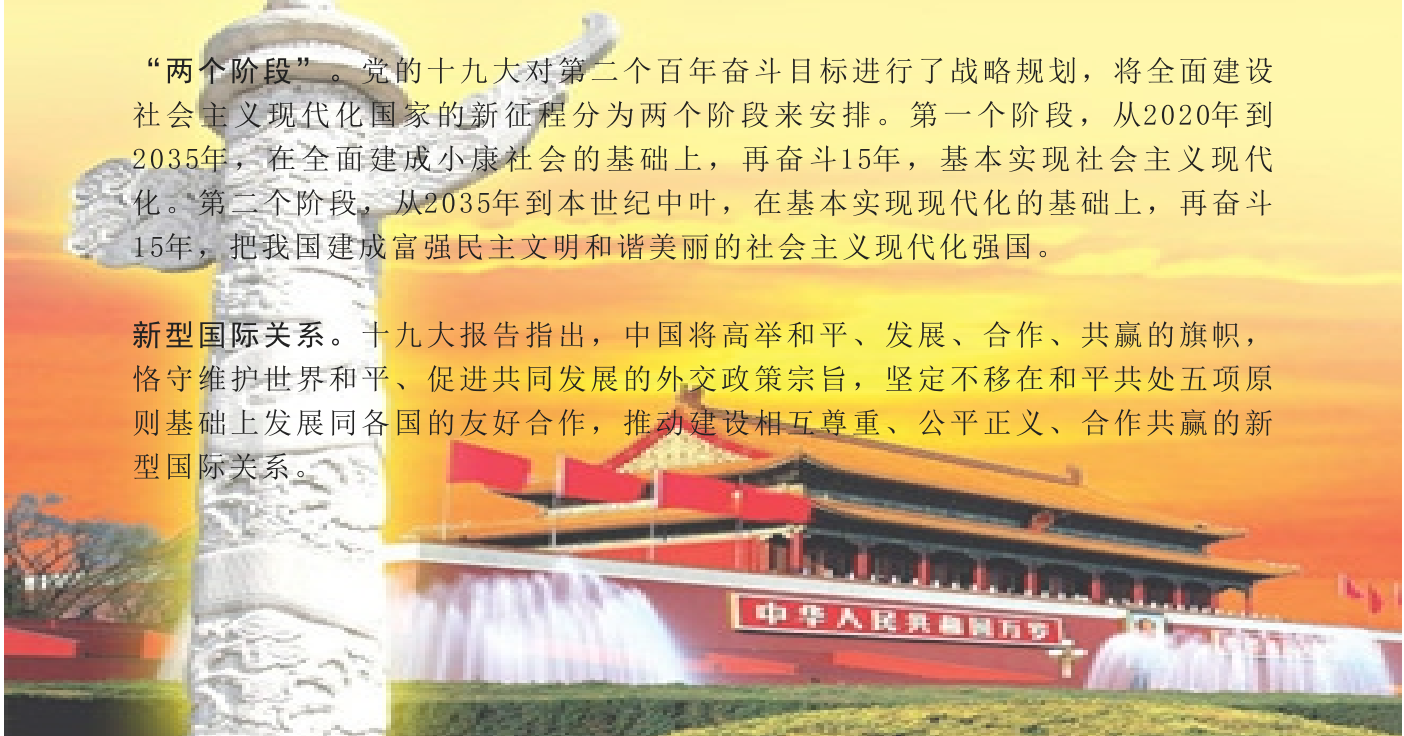 “两个阶段”。党的十九大对第二个百年奋斗目标进行了战略规划，将全面建设
社会主义现代化国家的新征程分为两个阶段来安排。第一个阶段，从2020年到
2035年，在全面建成小康社会的基础上，再奋斗15年，基本实现社会主义现代
化。第二个阶段，从2035年到本世纪中叶，在基本实现现代化的基础上，再奋斗
15年，把我国建成富强民主文明和谐美丽的社会主义现代化强国。
新型国际关系。十九大报告指出，中国将高举和平、发展、合作、共赢的旗帜，
恪守维护世界和平、促进共同发展的外交政策宗旨，坚定不移在和平共处五项原
则基础上发展同各国的友好合作，推动建设相互尊重、公平正义、合作共赢的新
型国际关系。
中华人民共和国万岁